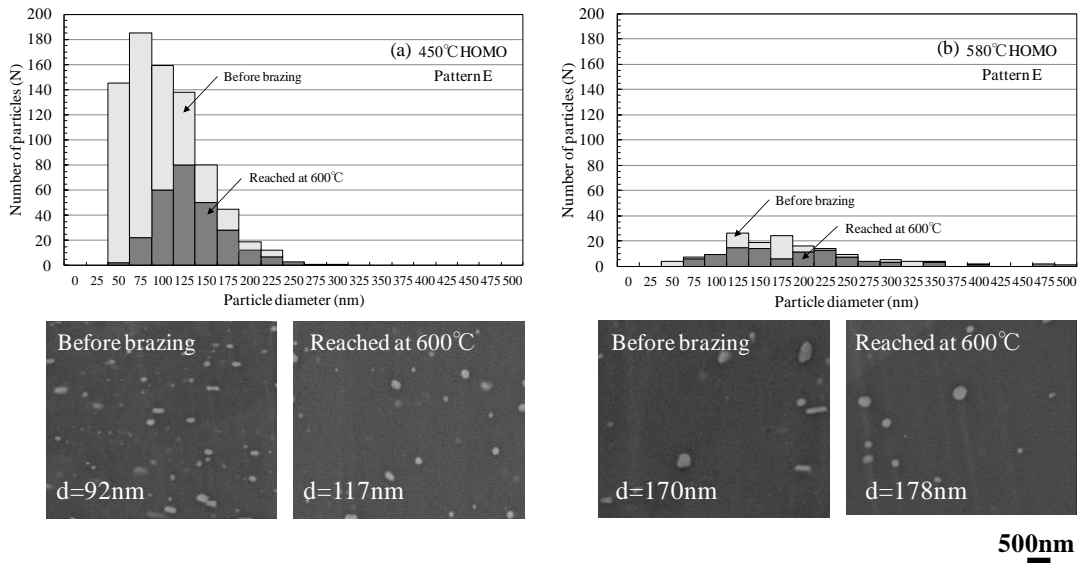 200
180
160
140
120
100
80
60
40
20
0
Number of particles (N)
(a) 450℃HOMO
Pattern E
Before brazing
Reached at 600℃
0 25 50 75 100 125 150 175 200 225 250 275 300 325 350 375 400 425 450 475 500
Particle diameter (nm)
200
180
160
140
120
100
80
60
40
20
0
Number of particles (N)
(b) 580℃HOMO
Pattern E
Before brazing
Reached at 600℃
0 25 50 75 100 125 150 175 200 225 250 275 300 325 350 375 400 425 450 475 500
Particle diameter (nm)
Before brazing
d=92nm
Reached at 600℃
d=117nm
Before brazing
d=170nm
Reached at 600℃
d=178nm
500nm